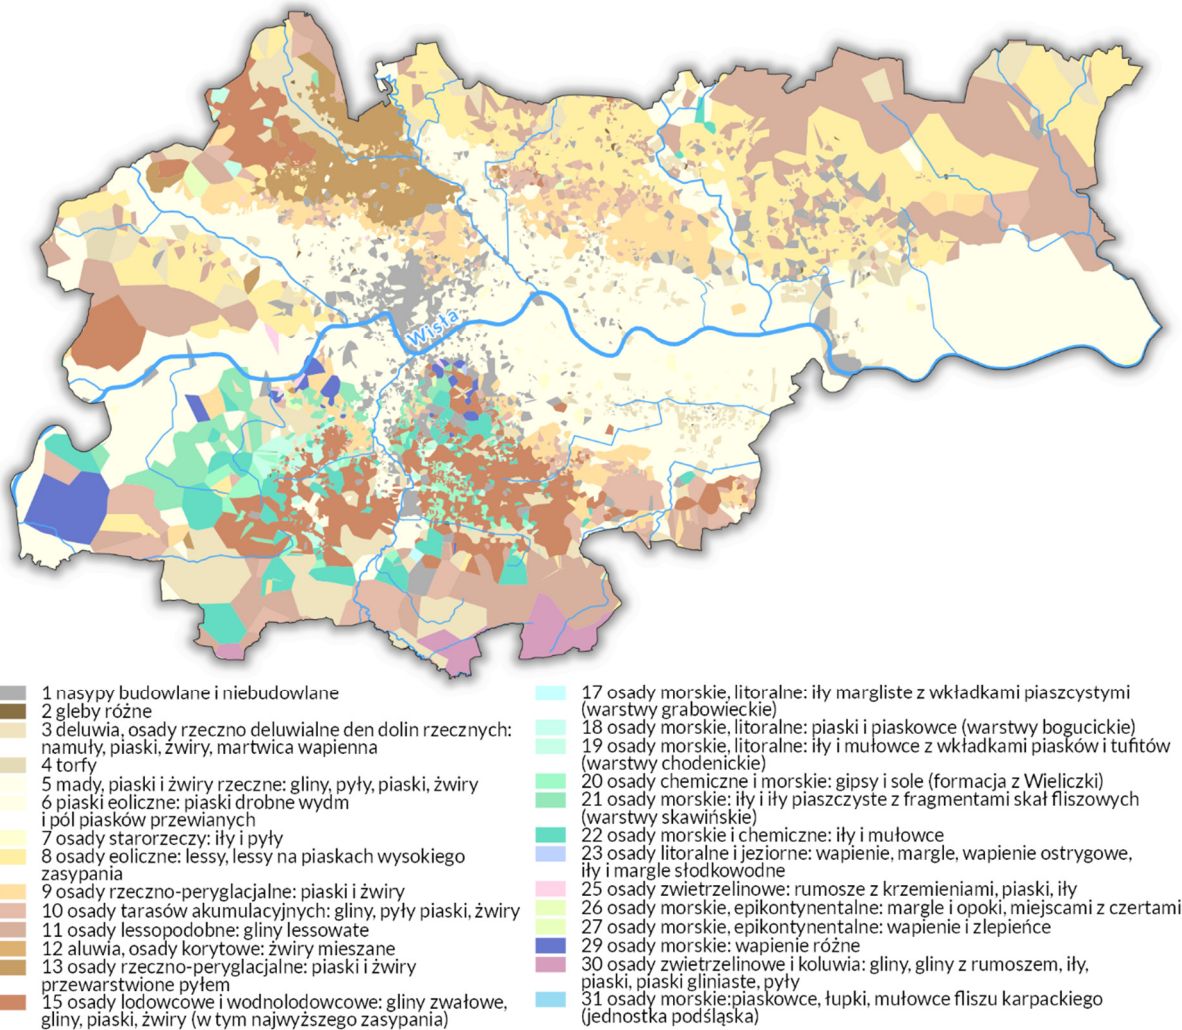 Wisła
1 nasypy budowlane i niebudowlane
2 gleby różne
3 deluwia, osady rzeczno deluwialne den dolin rzecznych:
namuły, piaski, żwiry, martwica wapienna
4 torfy
5 mady, piaski i żwiry rzeczne: gliny, pyły, piaski, żwiry
6 piaski eoliczne: piaski drobne wydm
i pól piasków przewianych
7 osady starorzeczy: iły i pyły
8 osady eoliczne: lessy, lessy na piaskach wysokiego
zasypania
9 osady rzeczno-peryglacjalne: piaski i żwiry
10 osady tarasów akumulacyjnych: gliny, pyły piaski, żwiry
11 osady lessopodobne: gliny lessowate
12 aluwia, osady korytowe: żwiry mieszane
13 osady rzeczno-peryglacjalne: piaski i żwiry
przewarstwione pyłem
15 osady lodowcowe i wodnolodowcowe: gliny zwałowe,
gliny, piaski, żwiry (w tym najwyższego zasypania)
17 osady morskie, litoralne: iły margliste z wkładkami piaszcystymi
(warstwy grabowieckie)
18 osady morskie, litoralne: piaski i piaskowce (warstwy bogucickie)
19 osady morskie, litoralne: iły i mułowce z wkładkami piasków i tufitów
(warstwy chodenickie)
20 osady chemiczne i morskie: gipsy i sole (formacja z Wieliczki)
21 osady morskie: iły i iły piaszczyste z fragmentami skał fliszowych
(warstwy skawińskie)
22 osady morskie i chemiczne: iły i mułowce
23 osady litoralne i jeziorne: wapienie, margle, wapienie ostrygowe,
iły i margle słodkowodne
25 osady zwietrzelinowe: rumosze z krzemieniami, piaski, iły
26 osady morskie, epikontynentalne: margle i opoki, miejscami z czertami
27 osady morskie, epikontynentalne: wapienie i zlepieńce
29 osady morskie: wapienie różne
30 osady zwietrzelinowe i koluwia: gliny, gliny z rumoszem, iły,
piaski, piaski gliniaste, pyły
31 osady morskie:piaskowce, łupki, mułowce fliszu karpackiego
(jednostka podśląska)